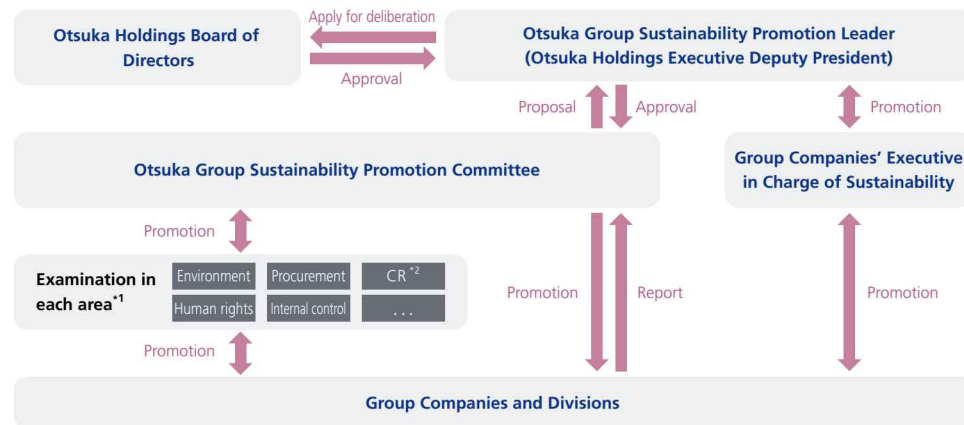 Apply for deliberation
Otsuka Holdings Board of
Directors
Approval
Otsuka Group Sustainability Promotion Leader
(Otsuka Holdings Executive Deputy President)
Proposal
Approval
Promotion
Otsuka Group Sustainability Promotion Committee
Group Companies’ Executive
in Charge of Sustainability
Promotion
Examination in
each area*1
Environment
Procurement
CR*2
Human rights
Internal control
...
Promotion
Report
Promotion
Promotion
Group Companies and Divisions